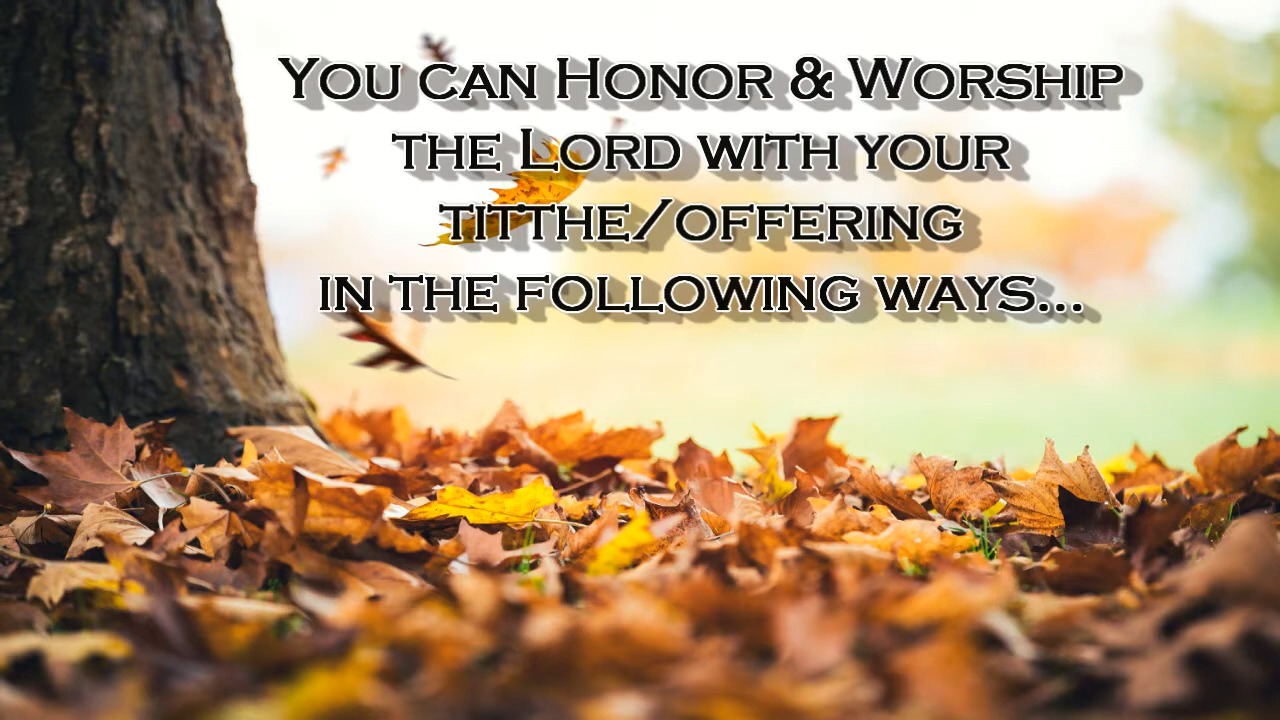 You can Honor & Worship
the Lord with your
titthe/offering
in the following ways...